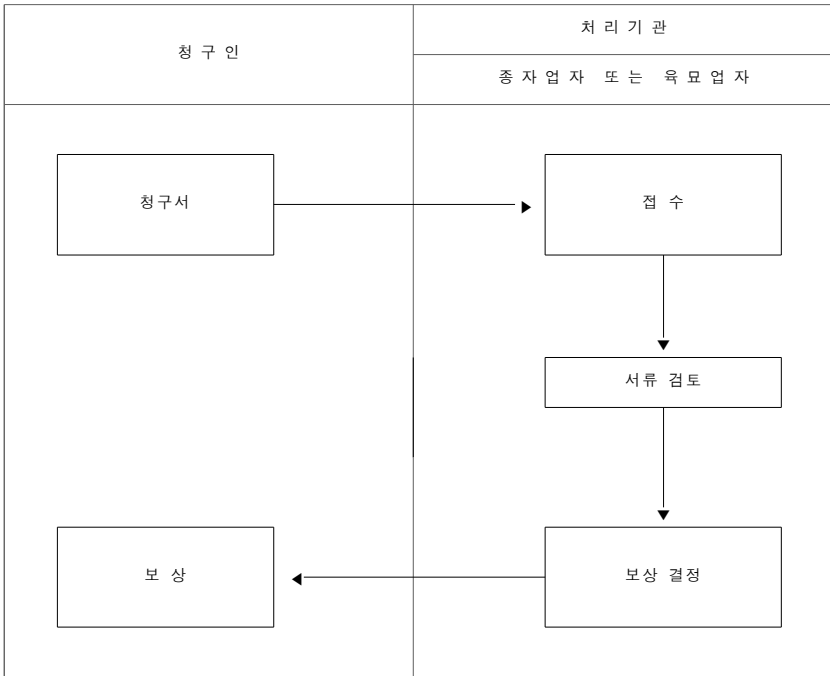 청 구 인
처 리 기 관
종 자 업 자 또 는 육 묘 업 자
청구서
접 수
서류 검토
보 상
보상 결정